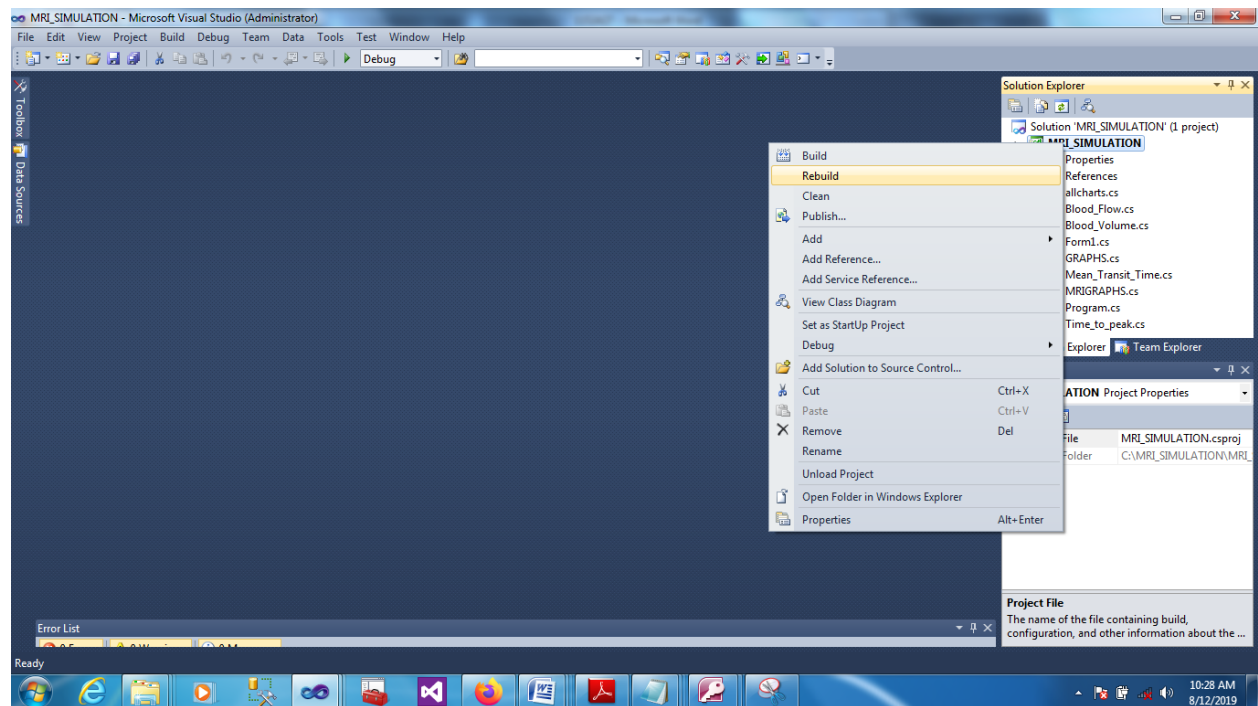 MRI_SIMULATION - Microsoft Visual Studio (Administrator)
File Edit View Project Build Debug Team Data Tools Test Window Help
Debug
Toolbox
Data Sources
Solution Explorer
Solution 'MRI_SIMULATION' (1 project)
MRI_SIMULATION
Properties
References
allcharts.cs
Blood_Flow.cs
Blood_Volume.cs
Form1.cs
GRAPHS.cs
Mean_Transit_Time.cs
MRIGRAPHS.cs
Program.cs
Time_to_peak.cs
Explorer Team Explorer
Build
Rebuild
Clean
Publish...
Add
Add Reference...
Add Service Reference...
View Class Diagram
Set as StartUp Project
Debug
Add Solution to Source Control...
Cut Ctrl+X
Paste Ctrl+V
Remove Del
Rename
Unload Project
Open Folder in Windows Explorer
Properties Alt+Enter
ATION Project Properties
File MRI_SIMULATION.csproj
Folder C:\MRI_SIMULATION\MRI_
Project File
The name of the file containing build,
configuration, and other information about the ...
Error List
Ready
10:28 AM
8/12/2019